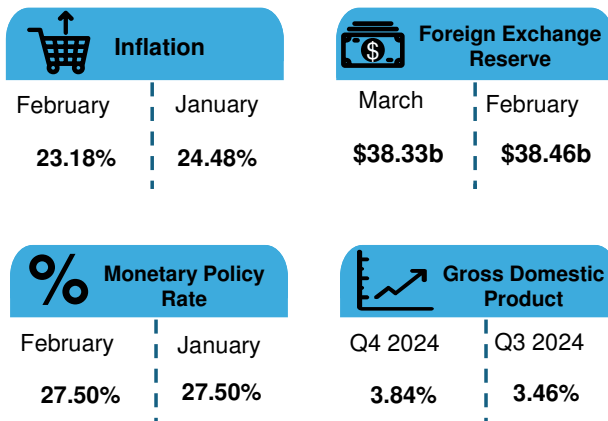 Inflation
February
January
23.18%
24.48%
Foreign Exchange
Reserve
March
February
$38.33b
$38.46b
Monetary Policy
Rate
February
January
27.50%
27.50%
Gross Domestic
Product
Q4 2024
Q3 2024
3.84%
3.46%